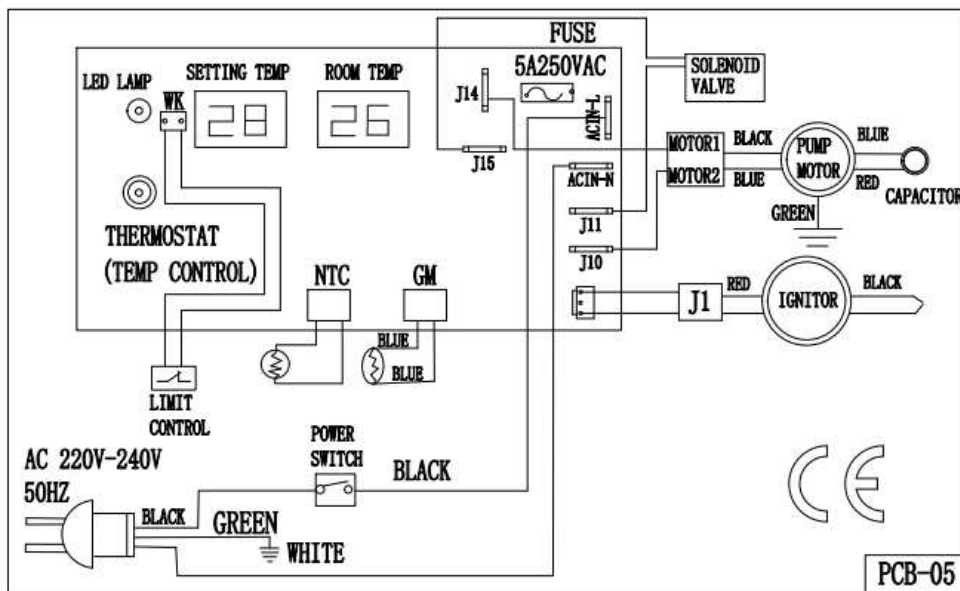 FUSE
5A250VAC
SOLENOID
VALVE
LED LAMP
SETTING TEMP
ROOM TEMP
WK
28
26
J14
ACIN-L
J15
ACIN-N
MOTOR1
MOTOR2
BLACK
BLUE
PUMP
MOTOR
BLUE
RED
CAPACITOR
GREEN
J11
J10
THERMOSTAT
(TEMP CONTROL)
NTC
GM
BLUE
BLUE
J1
RED
IGNITOR
BLACK
LIMIT
CONTROL
POWER
SWITCH
BLACK
AC 220V-240V
50HZ
BLACK
GREEN
WHITE
CE
PCB-05